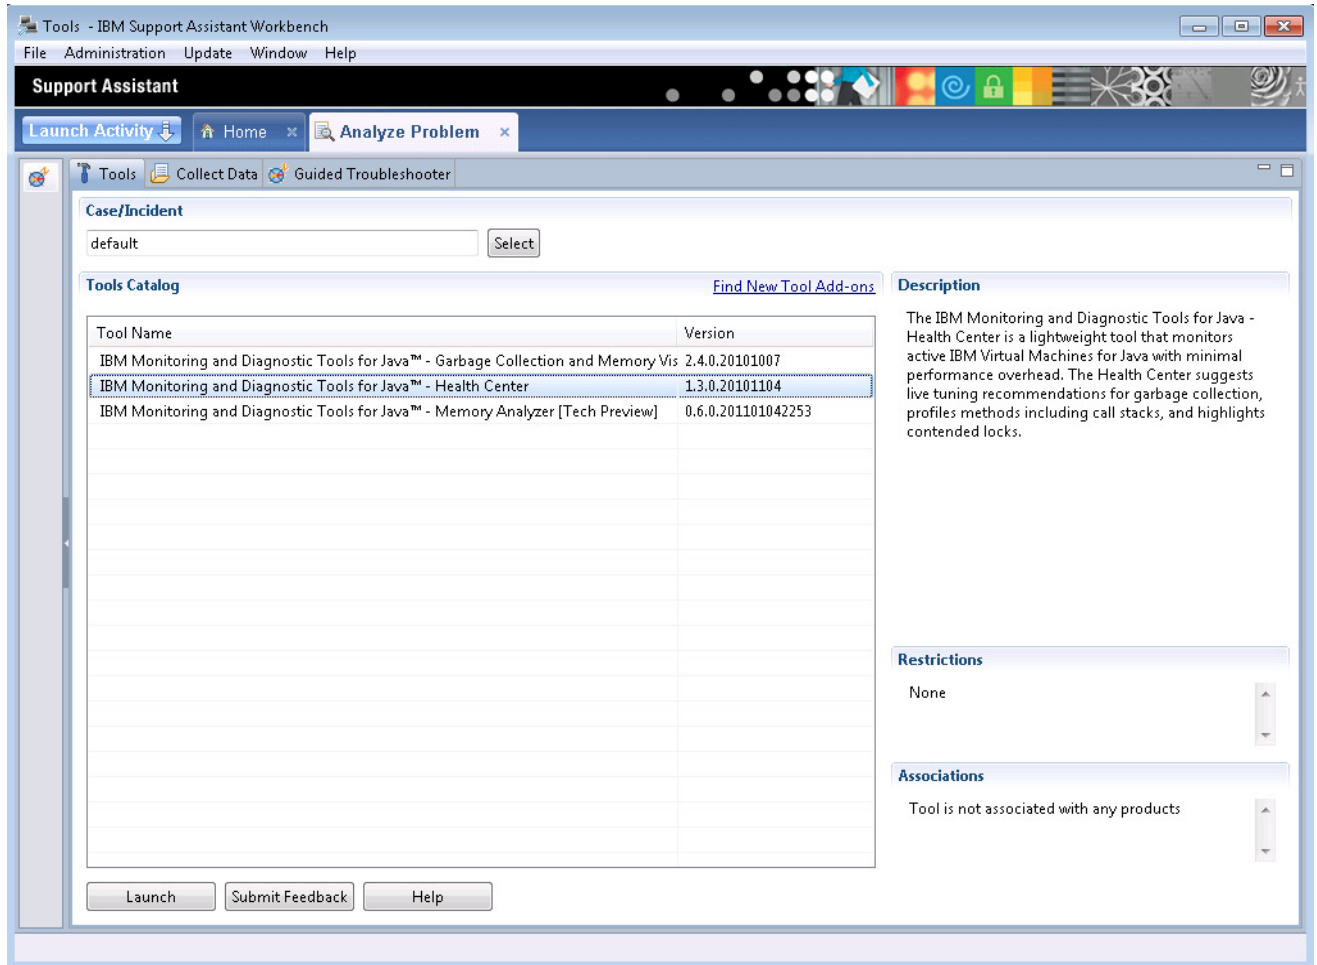 Tools - IBM Support Assistant Workbench
File Administration Update Window Help
Support Assistant
Launch Activity Home Analyze Problem
Tools Collect Data Guided Troubleshooter
Case/Incident
default Select
Tools Catalog Find New Tool Add-ons
Tool Name Version
IBM Monitoring and Diagnostic Tools for Java™ - Garbage Collection and Memory Vis 2.4.0.20101007
IBM Monitoring and Diagnostic Tools for Java™ - Health Center 1.3.0.20101104
IBM Monitoring and Diagnostic Tools for Java™ - Memory Analyzer [Tech Preview] 0.6.0.201101042253
Description
The IBM Monitoring and Diagnostic Tools for Java -
Health Center is a lightweight tool that monitors
active IBM Virtual Machines for Java with minimal
performance overhead. The Health Center suggests
live tuning recommendations for garbage collection,
profiles methods including call stacks, and highlights
contended locks.
Restrictions
None
Associations
Tool is not associated with any products
Launch Submit Feedback Help